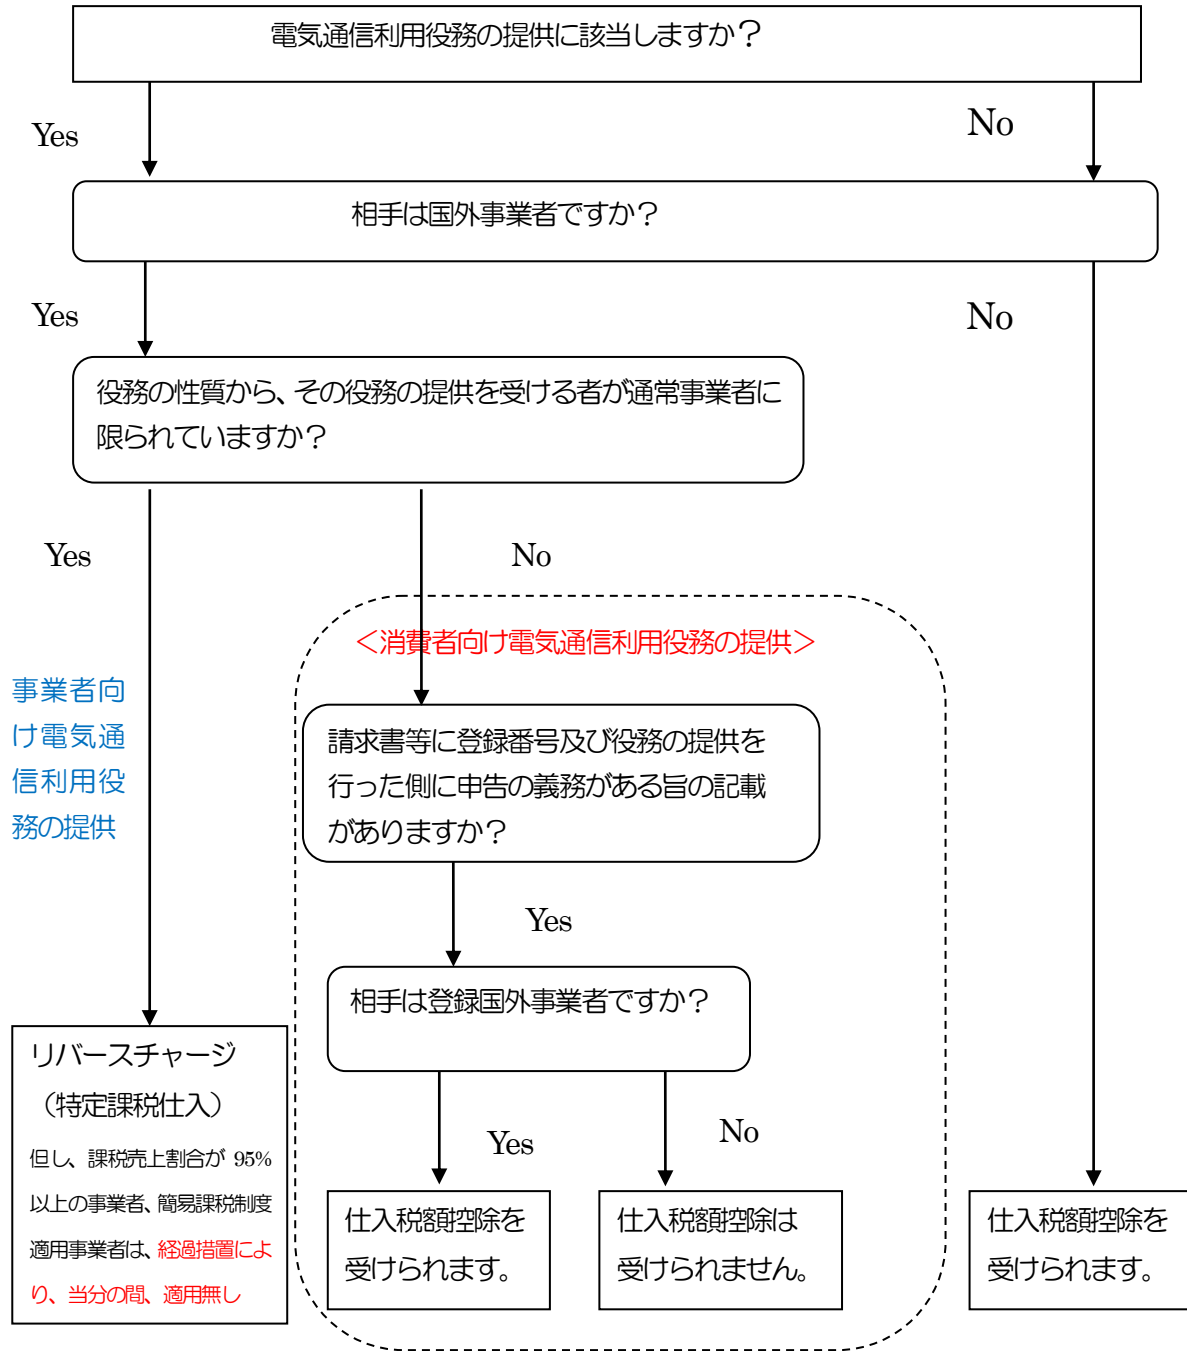 電気通信利用役務の提供に該当しますか？
Yes
No
相手は国外事業者ですか？
Yes
No
役務の性質から、その役務の提供を受ける者が通常事業者に
限られていますか？
Yes
No
＜消費者向け電気通信利用役務の提供＞
事業者向
け電気通
信利用役
務の提供
請求書等に登録番号及び役務の提供を
行った側に申告の義務がある旨の記載
がありますか？
Yes
相手は登録国外事業者ですか？
Yes
No
リバースチャージ
（特定課税仕入）
但し、課税売上割合が 95%
以上の事業者、簡易課税制度
適用事業者は、経過措置によ
り、当分の間、適用無し
仕入税額控除を
受けられます。
仕入税額控除は
受けられません。
仕入税額控除を
受けられます。